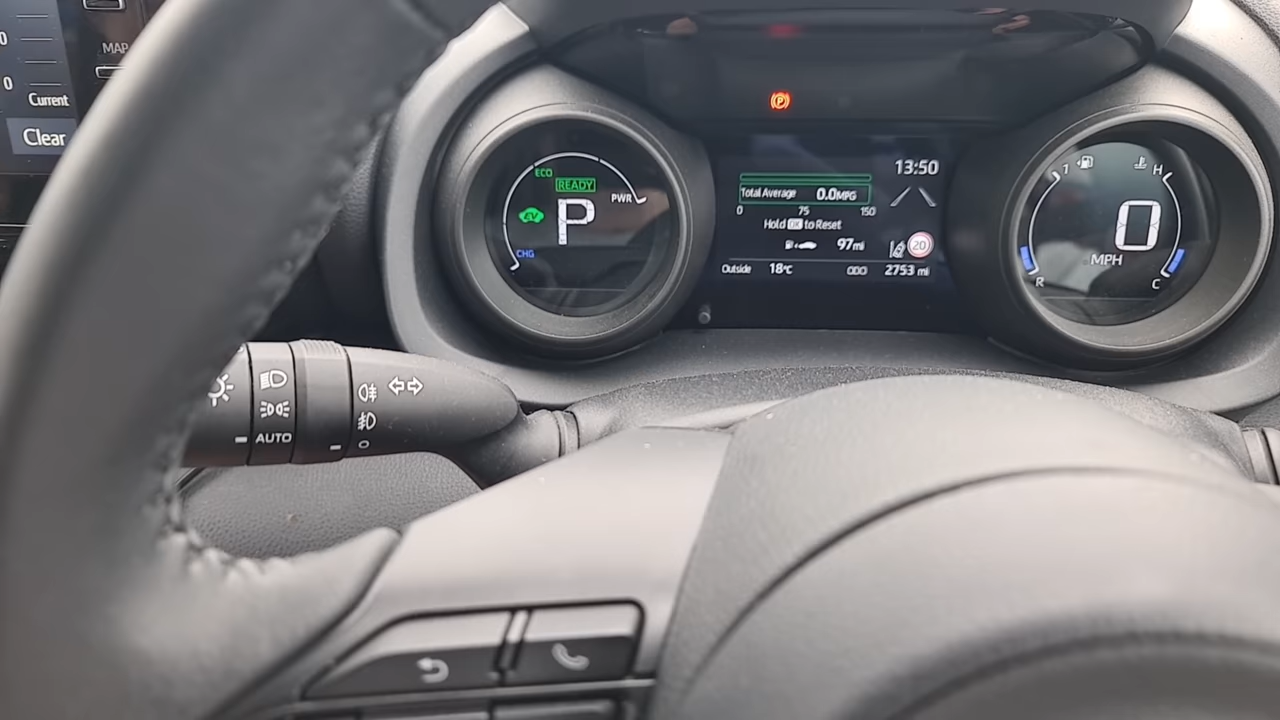 0
0
MAP
Current
Clear
ECO
READY
PWR
EV
P
CHG
13:50
Total Average 0.0MPG
0 75 150
Hold OK to Reset
97mi
20
Outside 18°C ODO 2753 mi
1 H
0
MPH
R C
AUTO